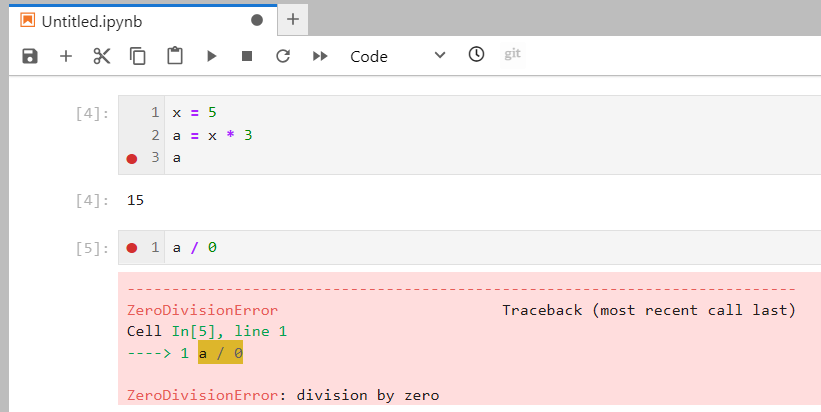 Untitled.ipynb
Code git
[4]: 1 x = 5
2 a = x * 3
3 a
[4]: 15
[5]: 1 a / 0
---------------------------------------------------------------------------
ZeroDivisionError Traceback (most recent call last)
Cell In[5], line 1
----> 1 a / 0
ZeroDivisionError: division by zero